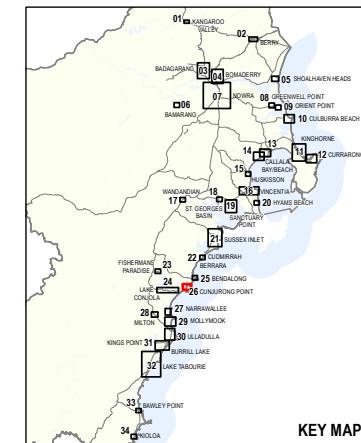 01
KANGAROO
VALLEY
02
BERRY
BADAGARANG
03
04
BOMADERRY
05
SHOALHAVEN HEADS
06
BAMARANG
07
NOWRA
08
GREENWELL POINT
09
ORIENT POINT
10
CULBURRA BEACH
KINGHORNE
11
12
CURRARONG
13
14
CALLALA
BAY/BEACH
15
HUSKISSON
16
VINCENTIA
WANDANDIAN
17
18
ST. GEORGES
BASIN
19
20
HYAMS BEACH
SANCTUARY
POINT
21
SUSSEX INLET
22
CUDMIRRAH
BERRARA
FISHERMANS
PARADISE
23
24
LAKE
CONJOLA
25
BENDALONG
26
CUNJURONG POINT
27
NARRAWALLEE
28
MILTON
29
MOLLYMOOK
30
ULLADULLA
KINGS POINT
31
BURRILL LAKE
32
LAKE TABOURIE
33
BAWLEY POINT
34
KIOLOA
KEY MAP